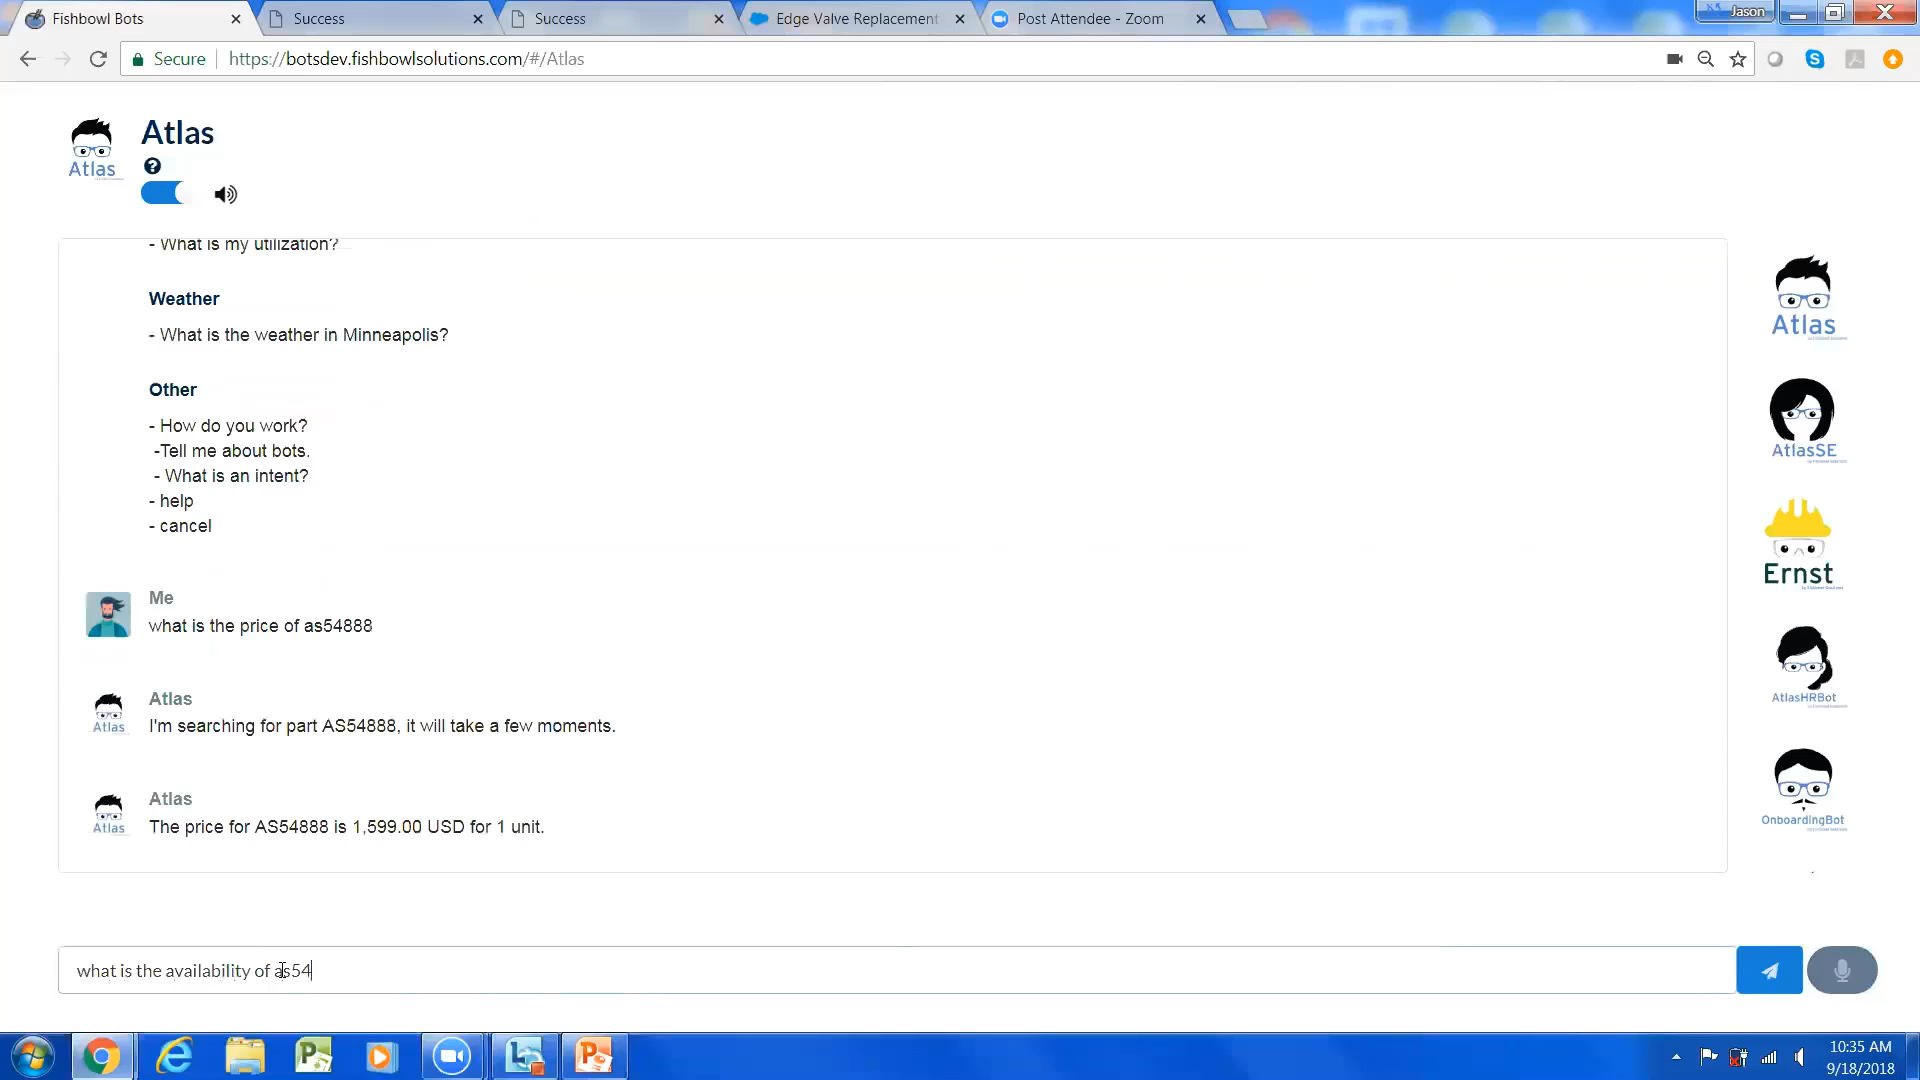 Fishbowl Bots
Success
Success
Edge Valve Replacement
Post Attendee - Zoom
Jason
Secure
https://botsdev.fishbowlsolutions.com/#/Atlas
Atlas
Atlas
- What is my utilization?
Weather
- What is the weather in Minneapolis?
Other
- How do you work?
-Tell me about bots.
- What is an intent?
- help
- cancel
Me
what is the price of as54888
Atlas
Atlas
I'm searching for part AS54888, it will take a few moments.
Atlas
Atlas
The price for AS54888 is 1,599.00 USD for 1 unit.
Atlas
AtlasSE
Ernst
AtlasHRBot
OnboardingBot
what is the availability of as54
10:35 AM
9/18/2018